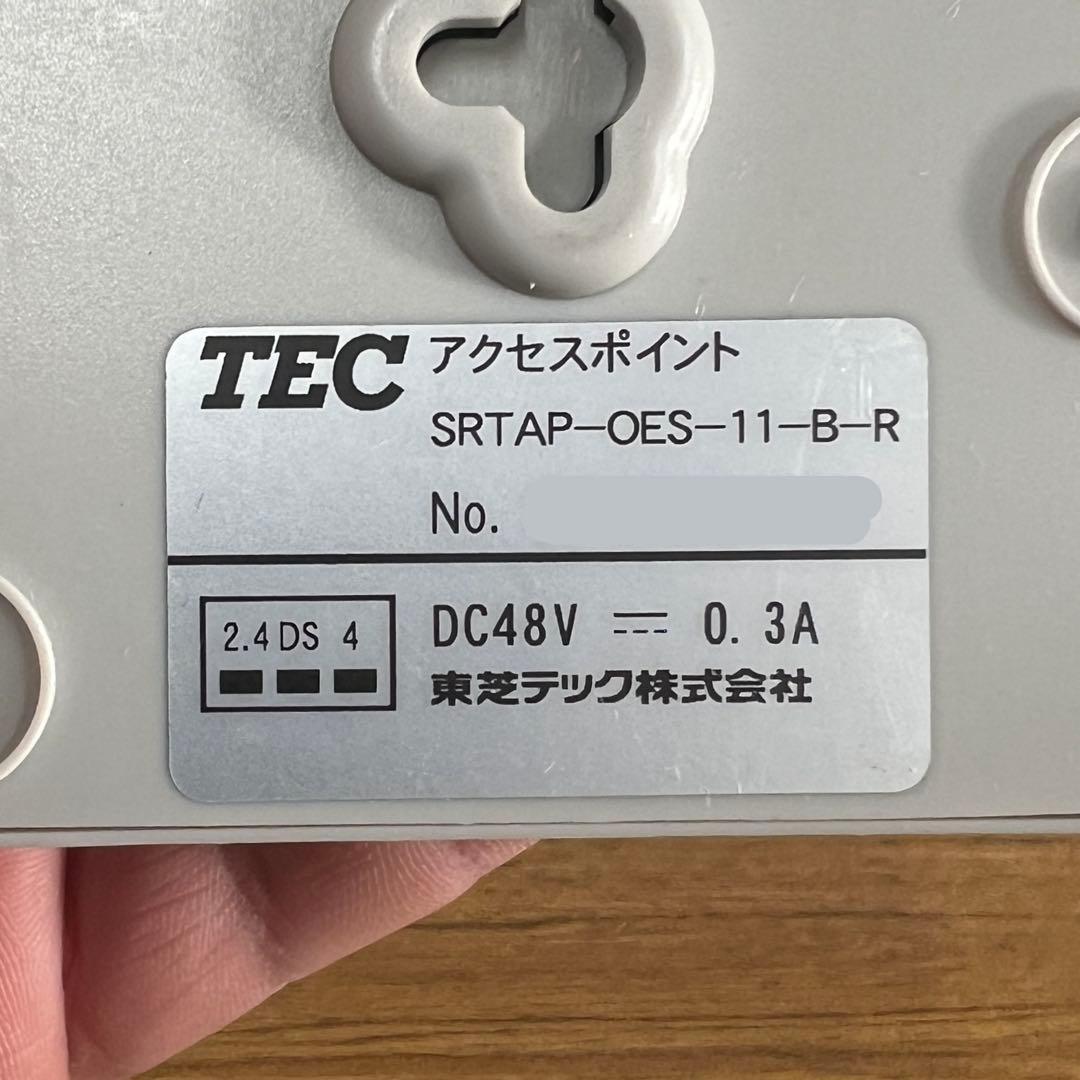 TEC アクセスポイント
SRTAP-OES-11-B-R
No.
2.4 DS 4
DC48V ⎓ 0.3A
東芝テック株式会社